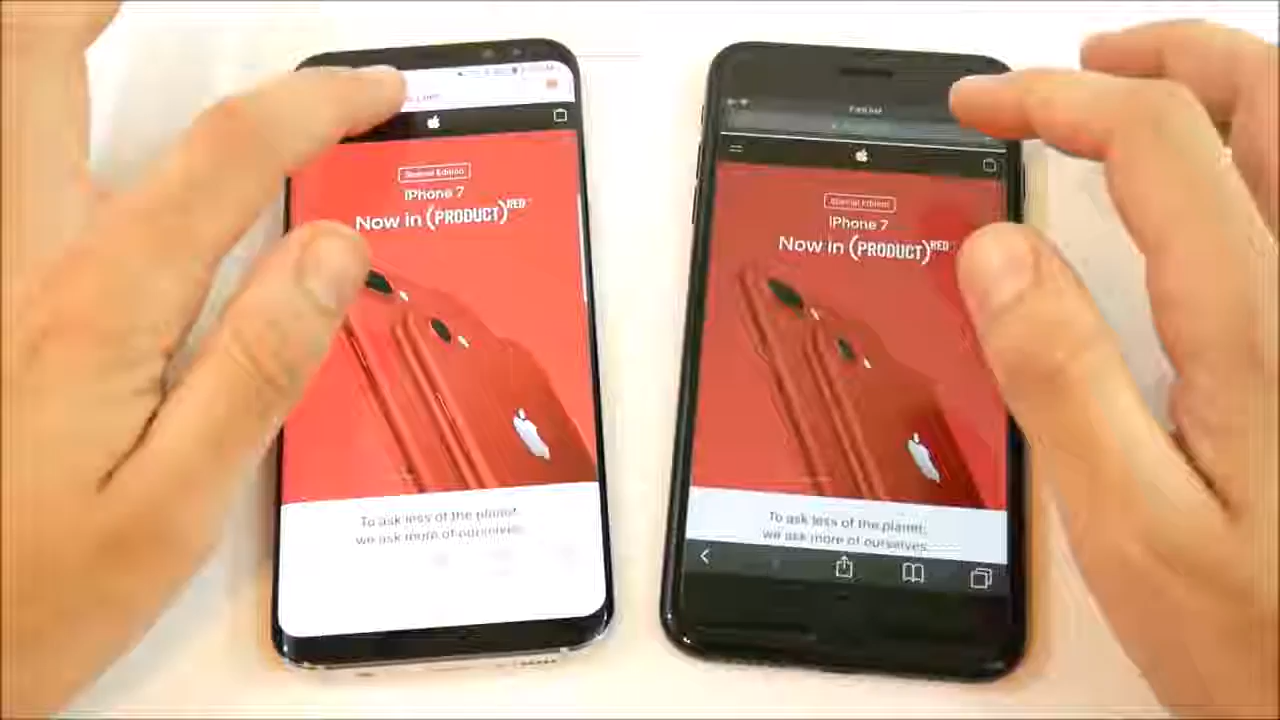 Special Edition
iPhone 7
Now in (PRODUCT)RED
To ask less of the planet,
we ask more of ourselves.
Special Edition
iPhone 7
Now in (PRODUCT)RED
To ask less of the planet,
we ask more of ourselves.